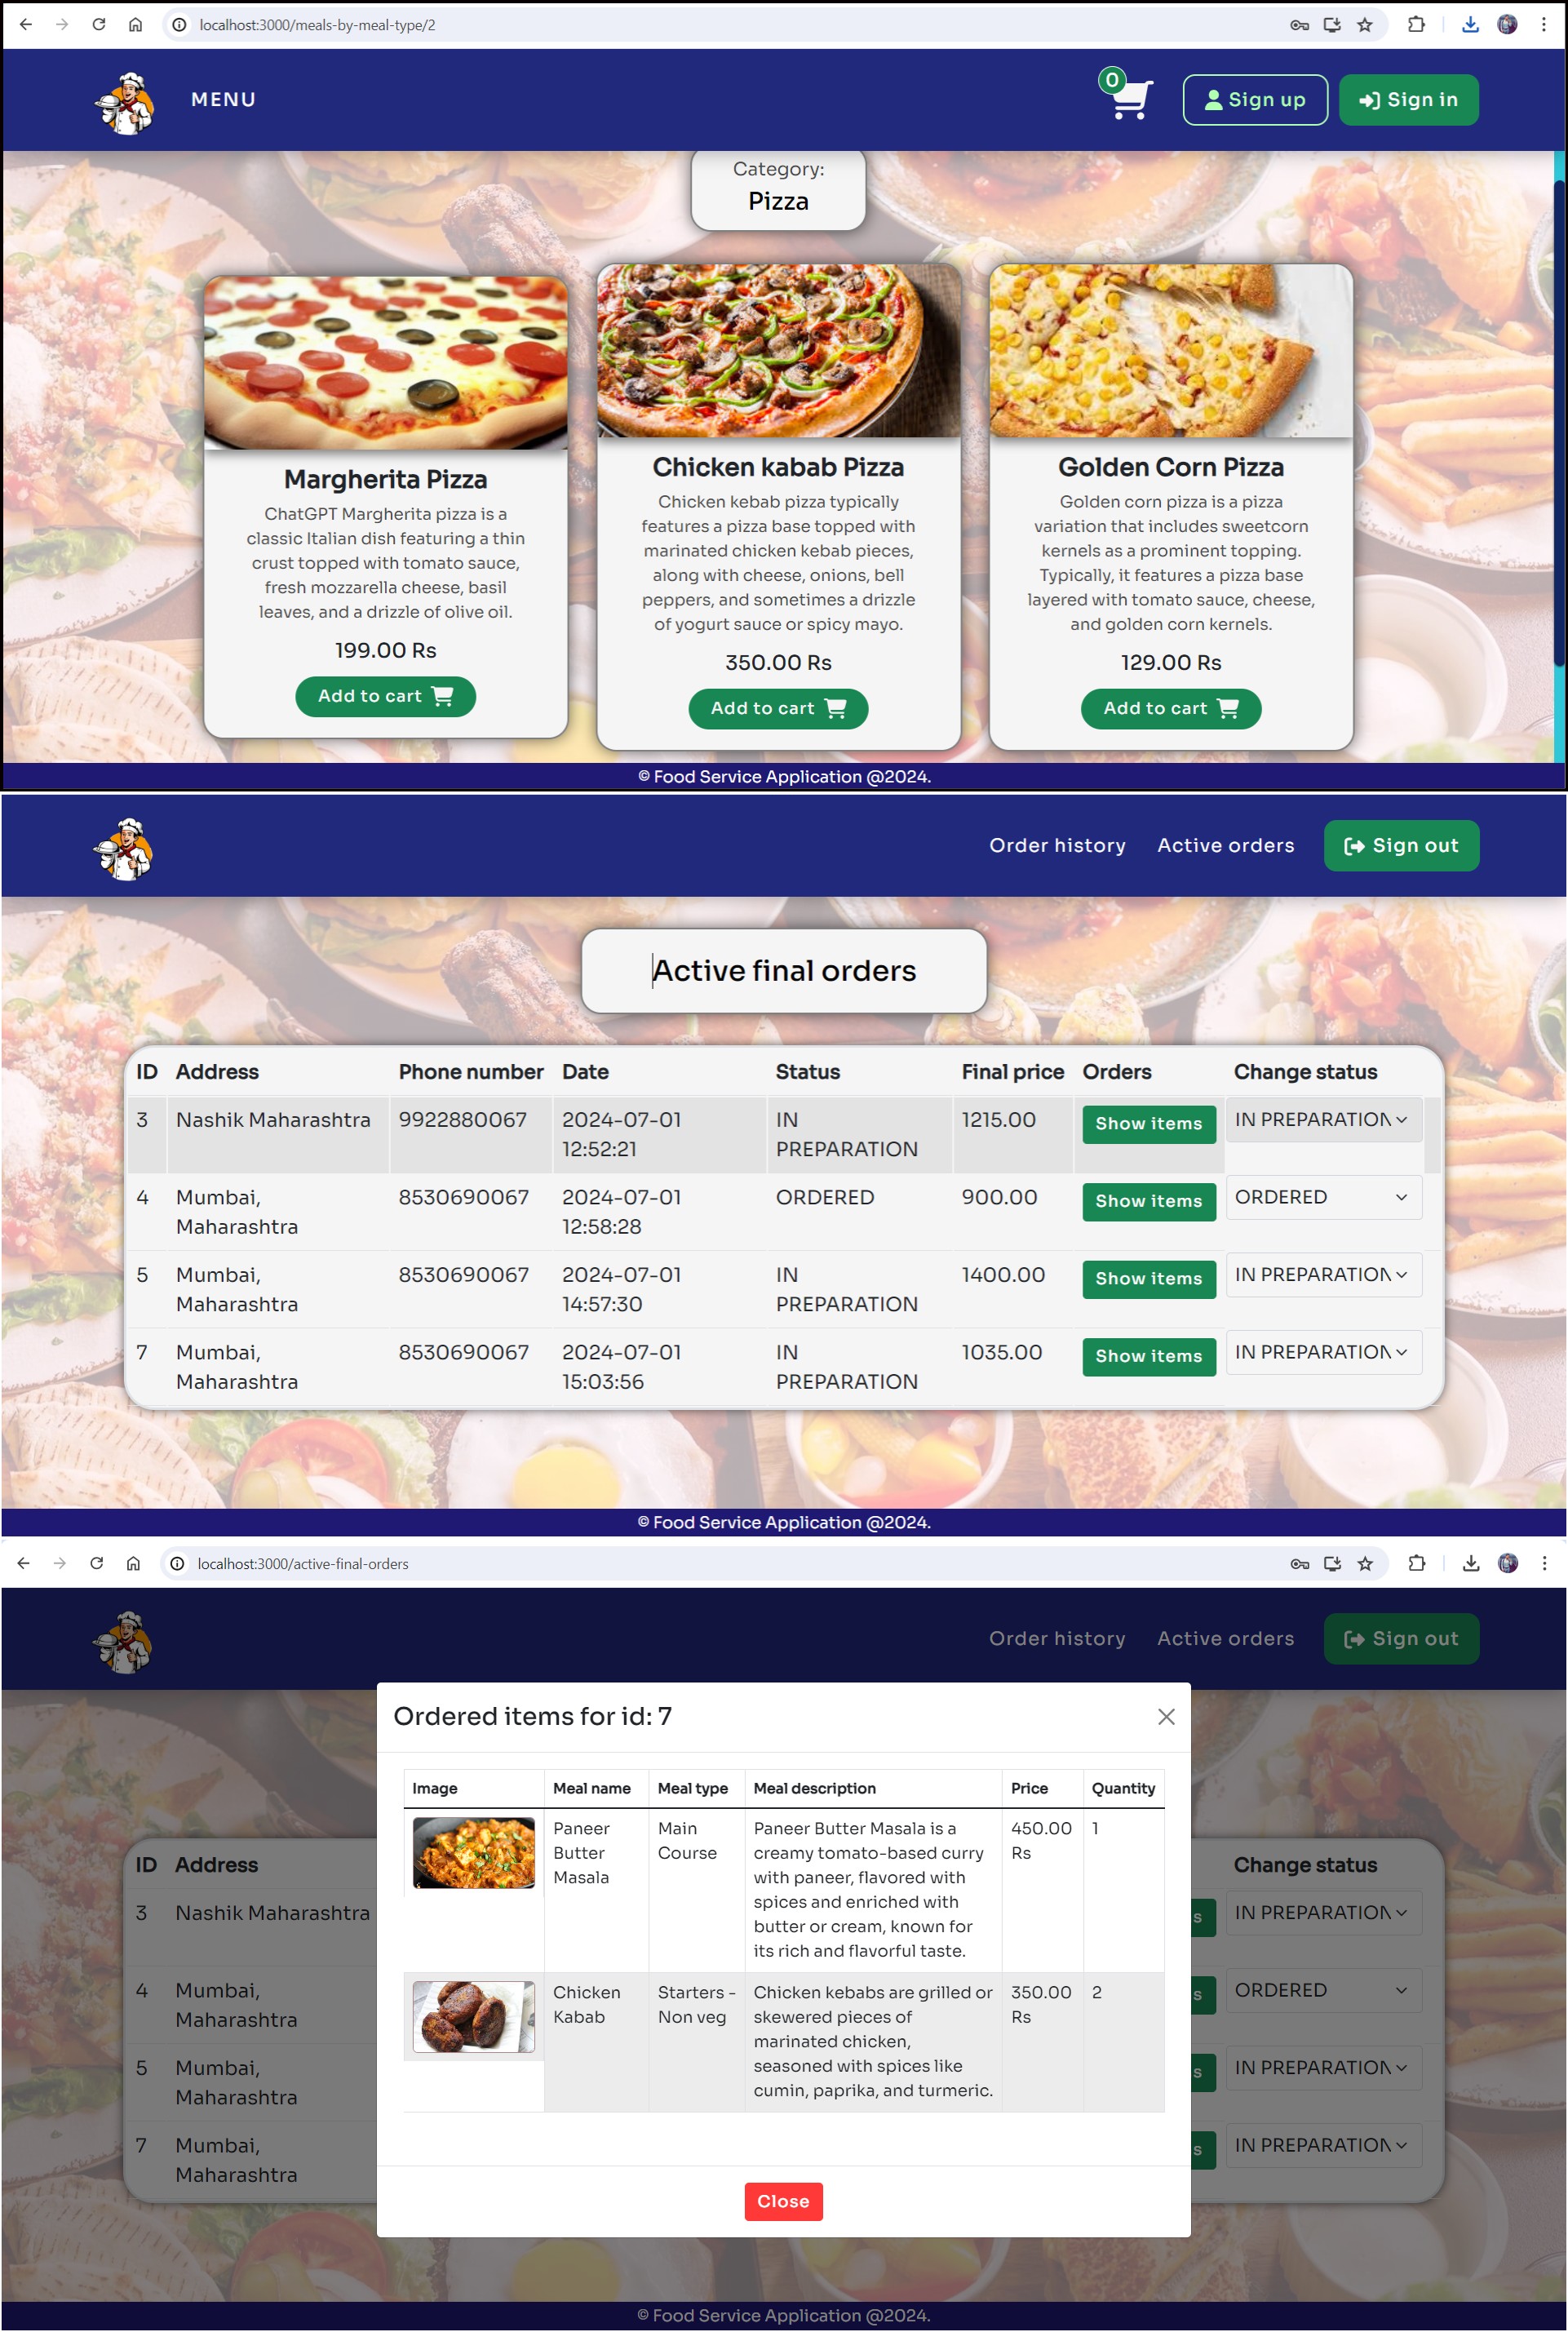 localhost:3000/meals-by-meal-type/2
MENU
0
Sign up
Sign in
Category:
Pizza
Margherita Pizza
ChatGPT Margherita pizza is a
classic Italian dish featuring a thin
crust topped with tomato sauce,
fresh mozzarella cheese, basil
leaves, and a drizzle of olive oil.
199.00 Rs
Add to cart
Chicken kabab Pizza
Chicken kebab pizza typically
features a pizza base topped with
marinated chicken kebab pieces,
along with cheese, onions, bell
peppers, and sometimes a drizzle
of yogurt sauce or spicy mayo.
350.00 Rs
Add to cart
Golden Corn Pizza
Golden corn pizza is a pizza
variation that includes sweetcorn
kernels as a prominent topping.
Typically, it features a pizza base
layered with tomato sauce, cheese,
and golden corn kernels.
129.00 Rs
Add to cart
© Food Service Application @2024.
Order history Active orders Sign out
Active final orders
ID Address Phone number Date Status Final price Orders Change status
3 Nashik Maharashtra 9922880067 2024-07-01 IN 1215.00 Show items IN PREPARATION
12:52:21 PREPARATION
4 Mumbai, 8530690067 2024-07-01 ORDERED 900.00 Show items ORDERED
Maharashtra 12:58:28
5 Mumbai, 8530690067 2024-07-01 IN 1400.00 Show items IN PREPARATION
Maharashtra 14:57:30 PREPARATION
7 Mumbai, 8530690067 2024-07-01 IN 1035.00 Show items IN PREPARATION
Maharashtra 15:03:56 PREPARATION
© Food Service Application @2024.
localhost:3000/active-final-orders
Order history Active orders Sign out
Ordered items for id: 7
Image Meal name Meal type Meal description Price Quantity
Paneer Main Paneer Butter Masala is a 450.00 1
Butter Course creamy tomato-based curry Rs
Masala with paneer, flavored with
spices and enriched with
butter or cream, known for
its rich and flavorful taste.
Chicken Starters - Chicken kebabs are grilled or 350.00 2
Kabab Non veg skewered pieces of Rs
marinated chicken,
seasoned with spices like
cumin, paprika, and turmeric.
Close
ID Address Change status
3 Nashik Maharashtra s IN PREPARATION
4 Mumbai, s ORDERED
Maharashtra
5 Mumbai, s IN PREPARATION
Maharashtra
7 Mumbai, s IN PREPARATION
Maharashtra
© Food Service Application @2024.